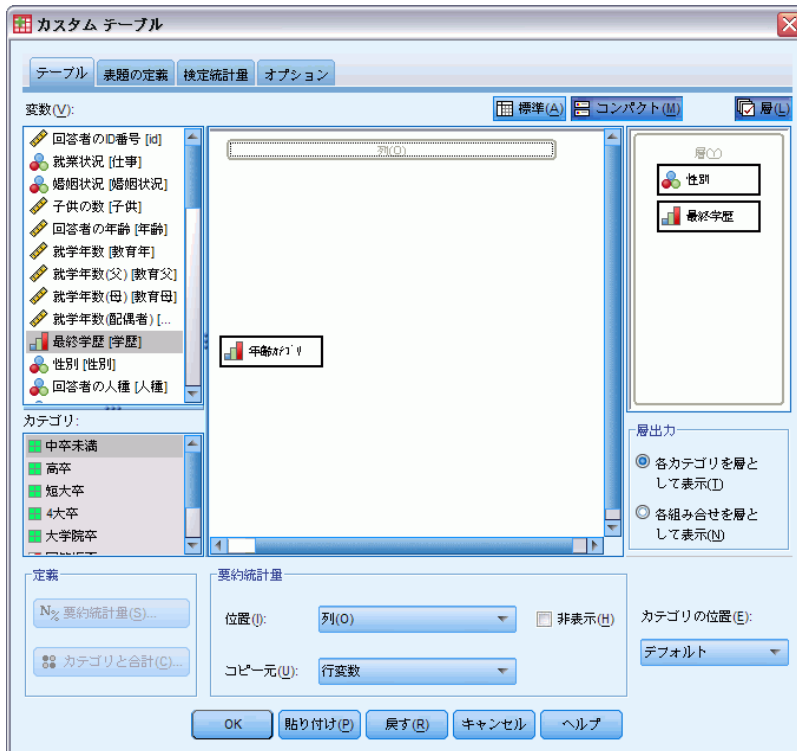 カスタム テーブル
テーブル 表題の定義 検定統計量 オプション
変数(V):
標準(A) コンパクト(M) 層(L)
回答者のID番号 [id]
就業状況 [仕事]
婚姻状況 [婚姻状況]
子供の数 [子供]
回答者の年齢 [年齢]
就学年数 [教育年]
就学年数(父) [教育父]
就学年数(母) [教育母]
就学年数(配偶者) [...
最終学歴 [学歴]
性別 [性別]
回答者の人種 [人種]
列(O)
年齢カテゴリ
層(Y)
性別
最終学歴
カテゴリ:
中卒未満
高卒
短大卒
4大卒
大学院卒
層出力
各カテゴリを層と
して表示(T)
各組み合せを層と
して表示(N)
定義
N% 要約統計量(S)...
カテゴリと合計(C)...
要約統計量
位置(I): 列(O) 非表示(H)
コピー元(U): 行変数
カテゴリの位置(E):
デフォルト
OK 貼り付け(P) 戻す(R) キャンセル ヘルプ